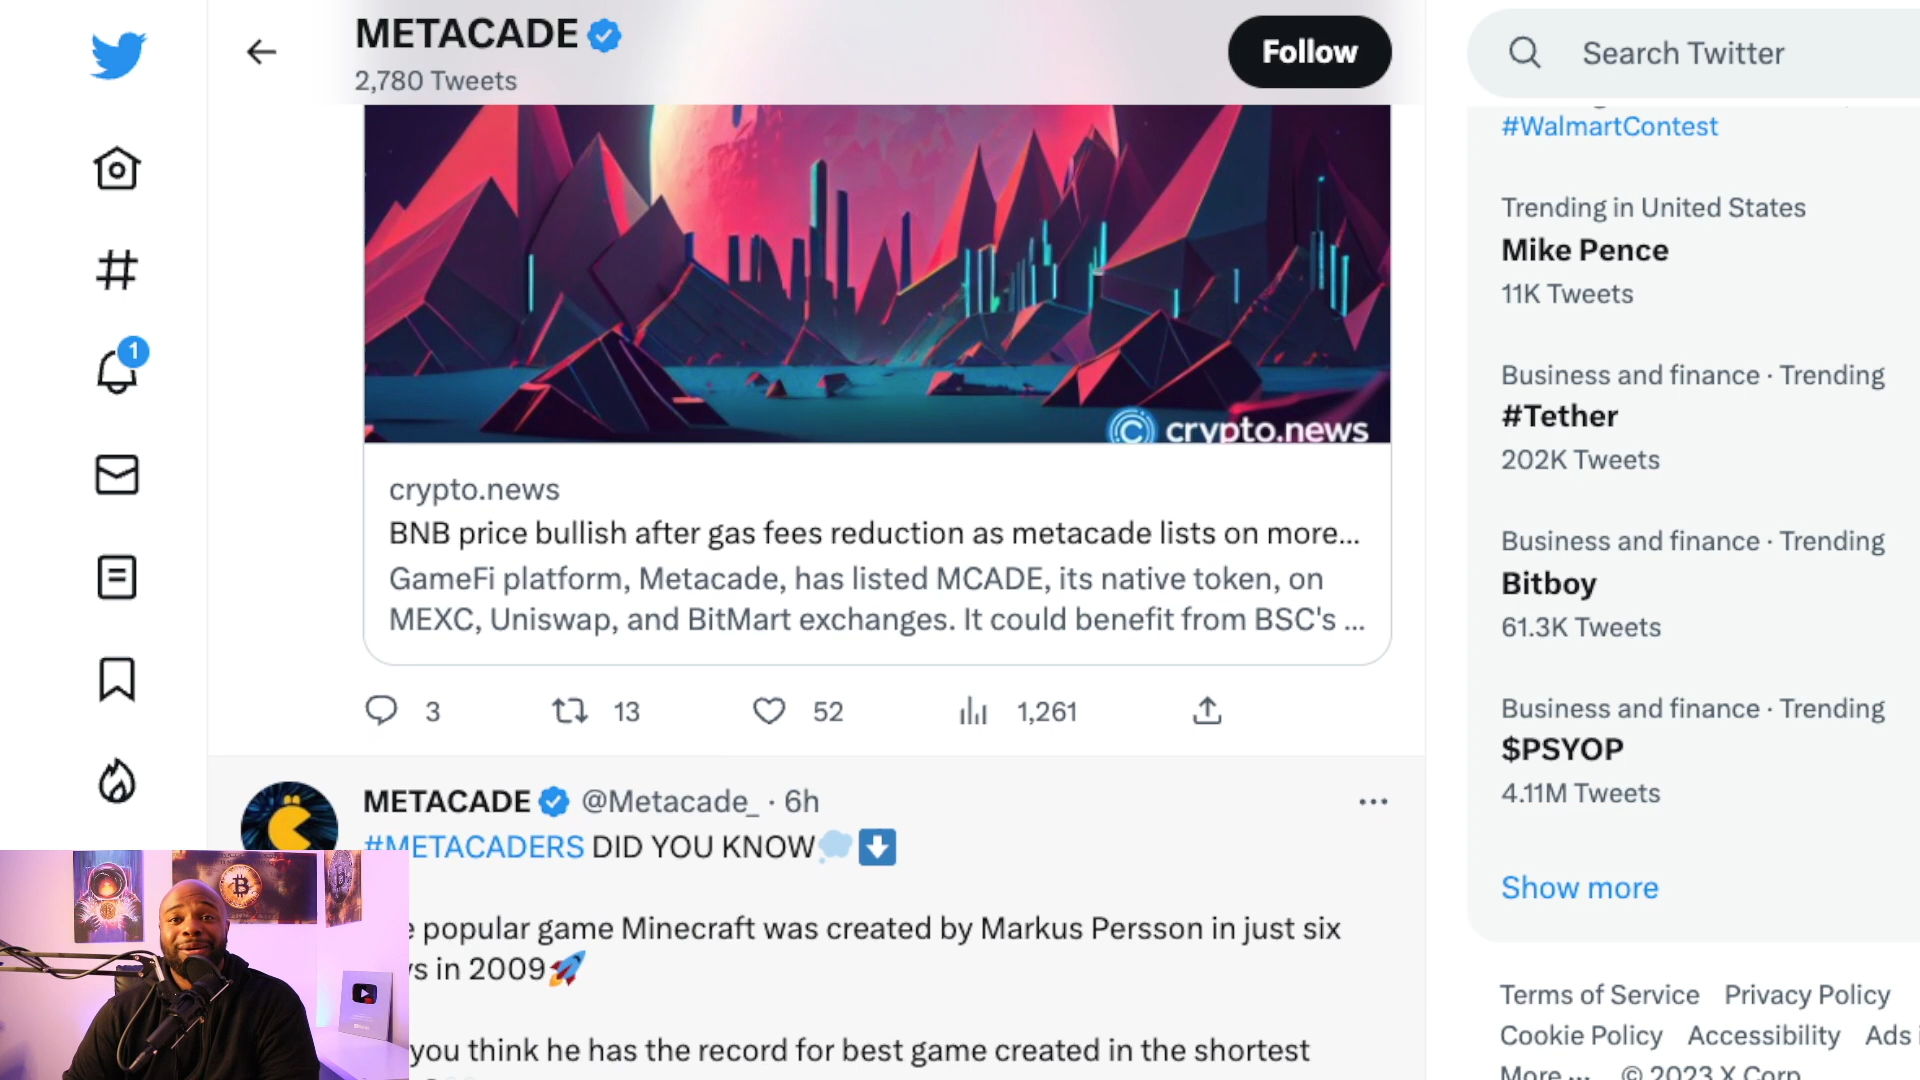 METACADE
2,780 Tweets
Follow
Search Twitter
#WalmartContest
Trending in United States
Mike Pence
11K Tweets
Business and finance · Trending
#Tether
202K Tweets
Business and finance · Trending
Bitboy
61.3K Tweets
Business and finance · Trending
$PSYOP
4.11M Tweets
Show more
Terms of Service Privacy Policy
Cookie Policy Accessibility Ads
More ··· © 2023 X Corp.
1
crypto.news
crypto.news
BNB price bullish after gas fees reduction as metacade lists on more...
GameFi platform, Metacade, has listed MCADE, its native token, on
MEXC, Uniswap, and BitMart exchanges. It could benefit from BSC's ...
3 13 52 1,261
METACADE @Metacade_ · 6h
#METACADERS DID YOU KNOW
popular game Minecraft was created by Markus Persson in just six
in 2009
you think he has the record for best game created in the shortest